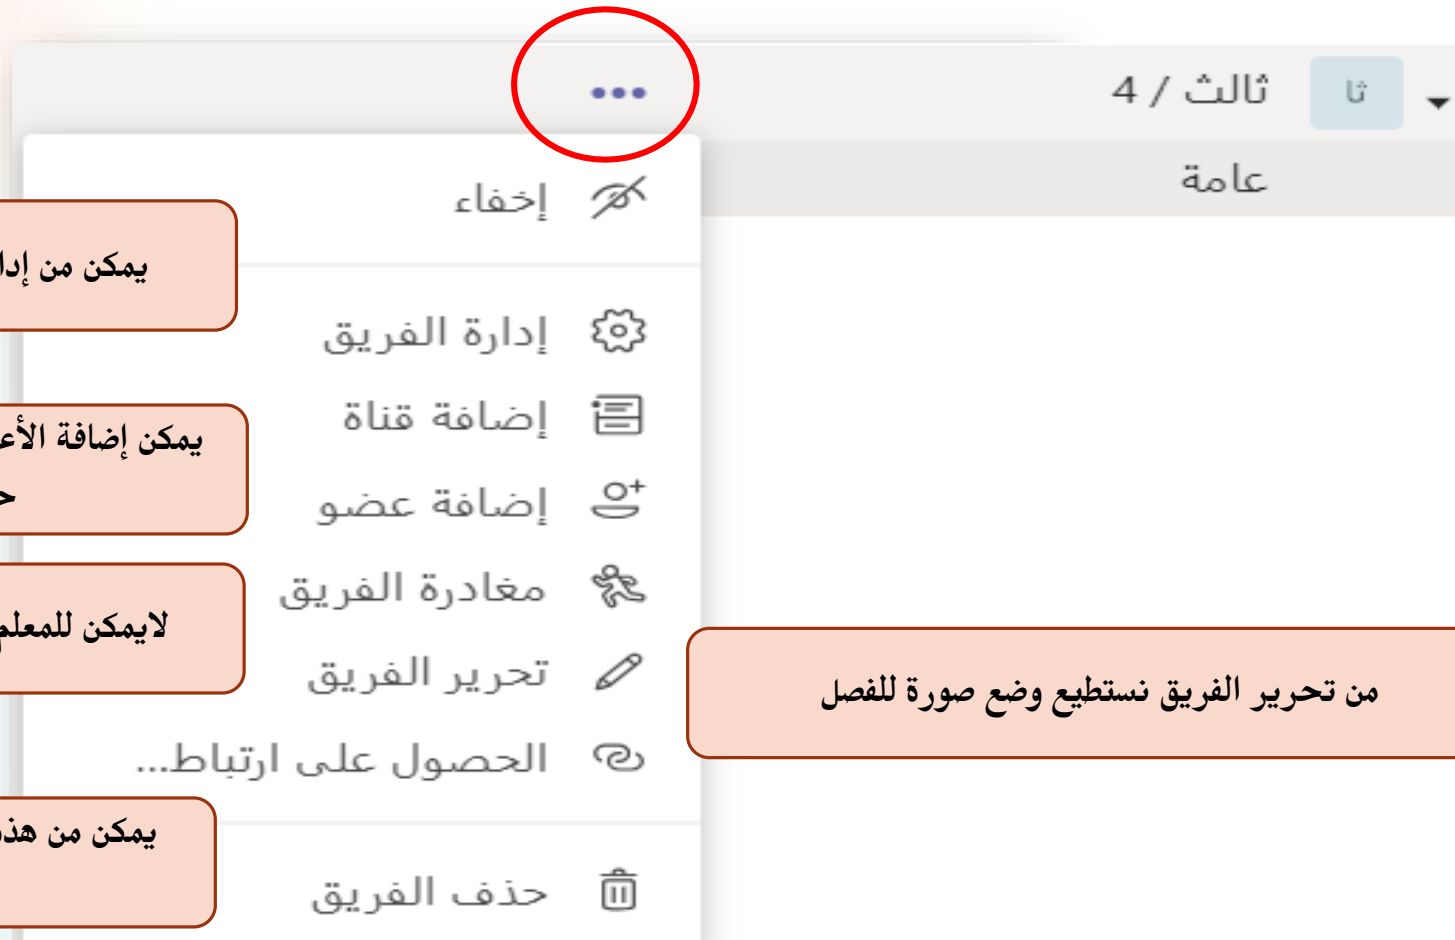 ثالث / 4
ثا
عامة
إخفاء
إدارة الفريق
إضافة قناة
إضافة عضو
مغادرة الفريق
تحرير الفريق
الحصول على ارتباط...
حذف الفريق
يمكن من
يمكن إضافة
لايمكن للمعلم
من تحرير الفريق نستطيع وضع صورة للفصل
يمكن من